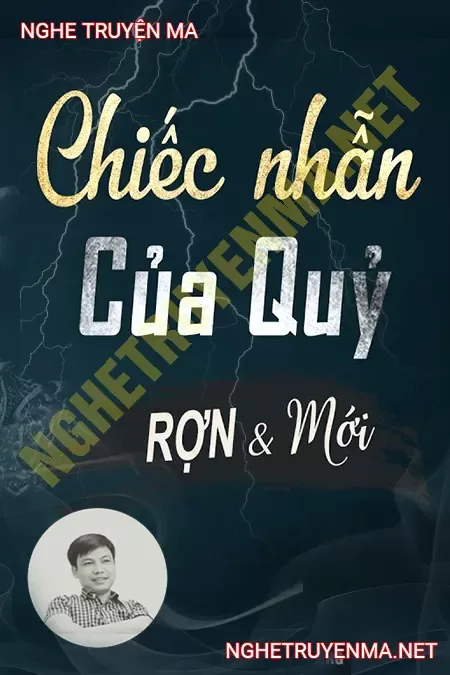 NGHE TRUYỆN MA
Chiếc nhẫn
Của Quỷ
RỢN & Mới
NGHETRUYENMA.NET
NGHETRUYENMA.NET